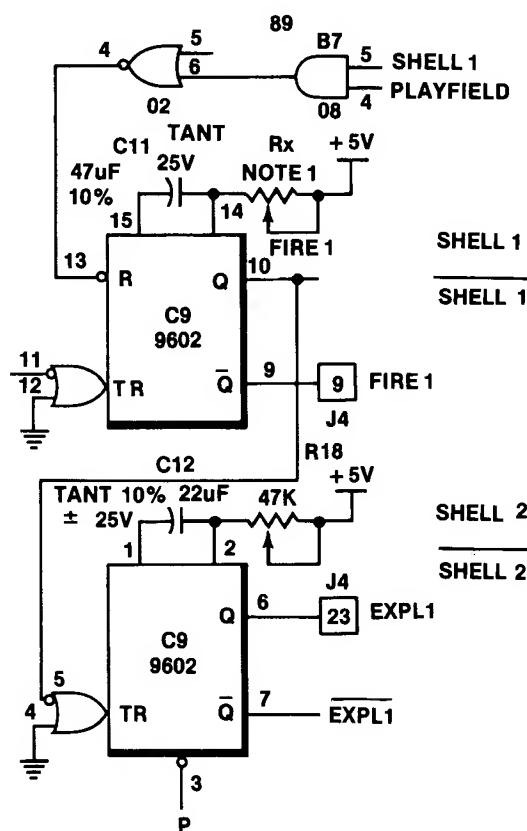 89
4
5
6
B7
5
SHELL 1
4
PLAYFIELD
02
08
TANT
C11
25V
47uF
10%
Rx
NOTE 1
+5V
15
14
FIRE 1
13
R
Q
10
SHELL 1
SHELL 1
C9
9602
11
12
TR
Q
9
9
FIRE 1
J4
R18
C12
TANT 10% 22uF
± 25V
47K
+5V
1
2
SHELL 2
SHELL 2
J4
Q
6
23
EXPL1
C9
9602
5
4
TR
Q
7
EXPL1
3
P